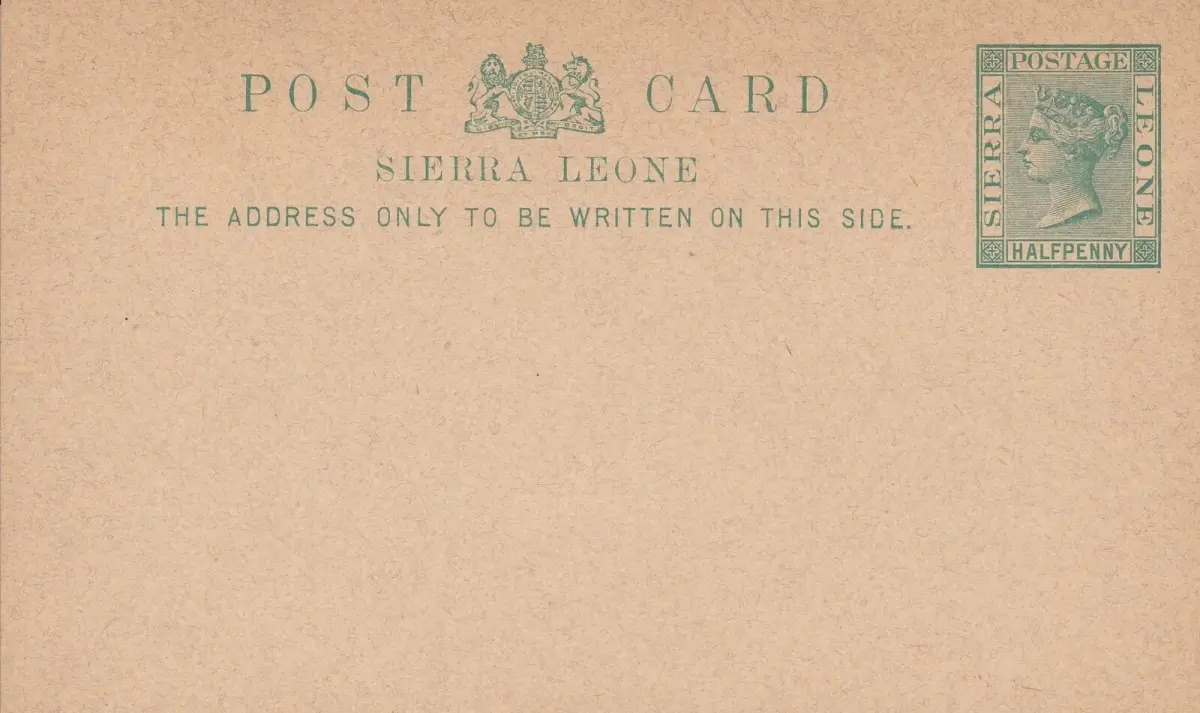 POST CARD
SIERRA LEONE
THE ADDRESS ONLY TO BE WRITTEN ON THIS SIDE.
POSTAGE
SIERRA
LEONE
HALFPENNY